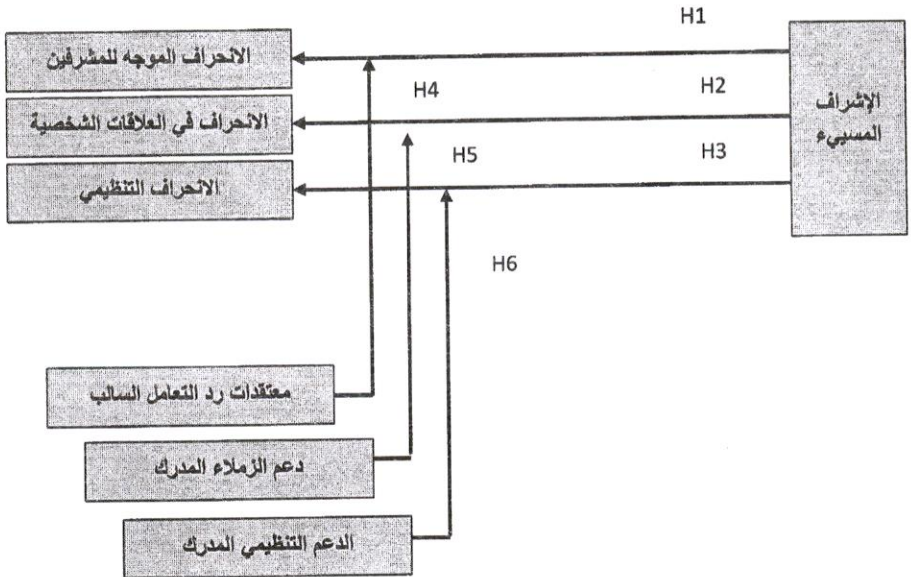 H1
الانحراف الموجه للمشرفين
H4
H2
الإشراف
المسييء
الانحراف في العلاقات الشخصية
H5
H3
الانحراف التنظيمي
H6
معتقدات رد التعامل السالب
دعم الزملاء المدرك
الدعم التنظيمي المدرك